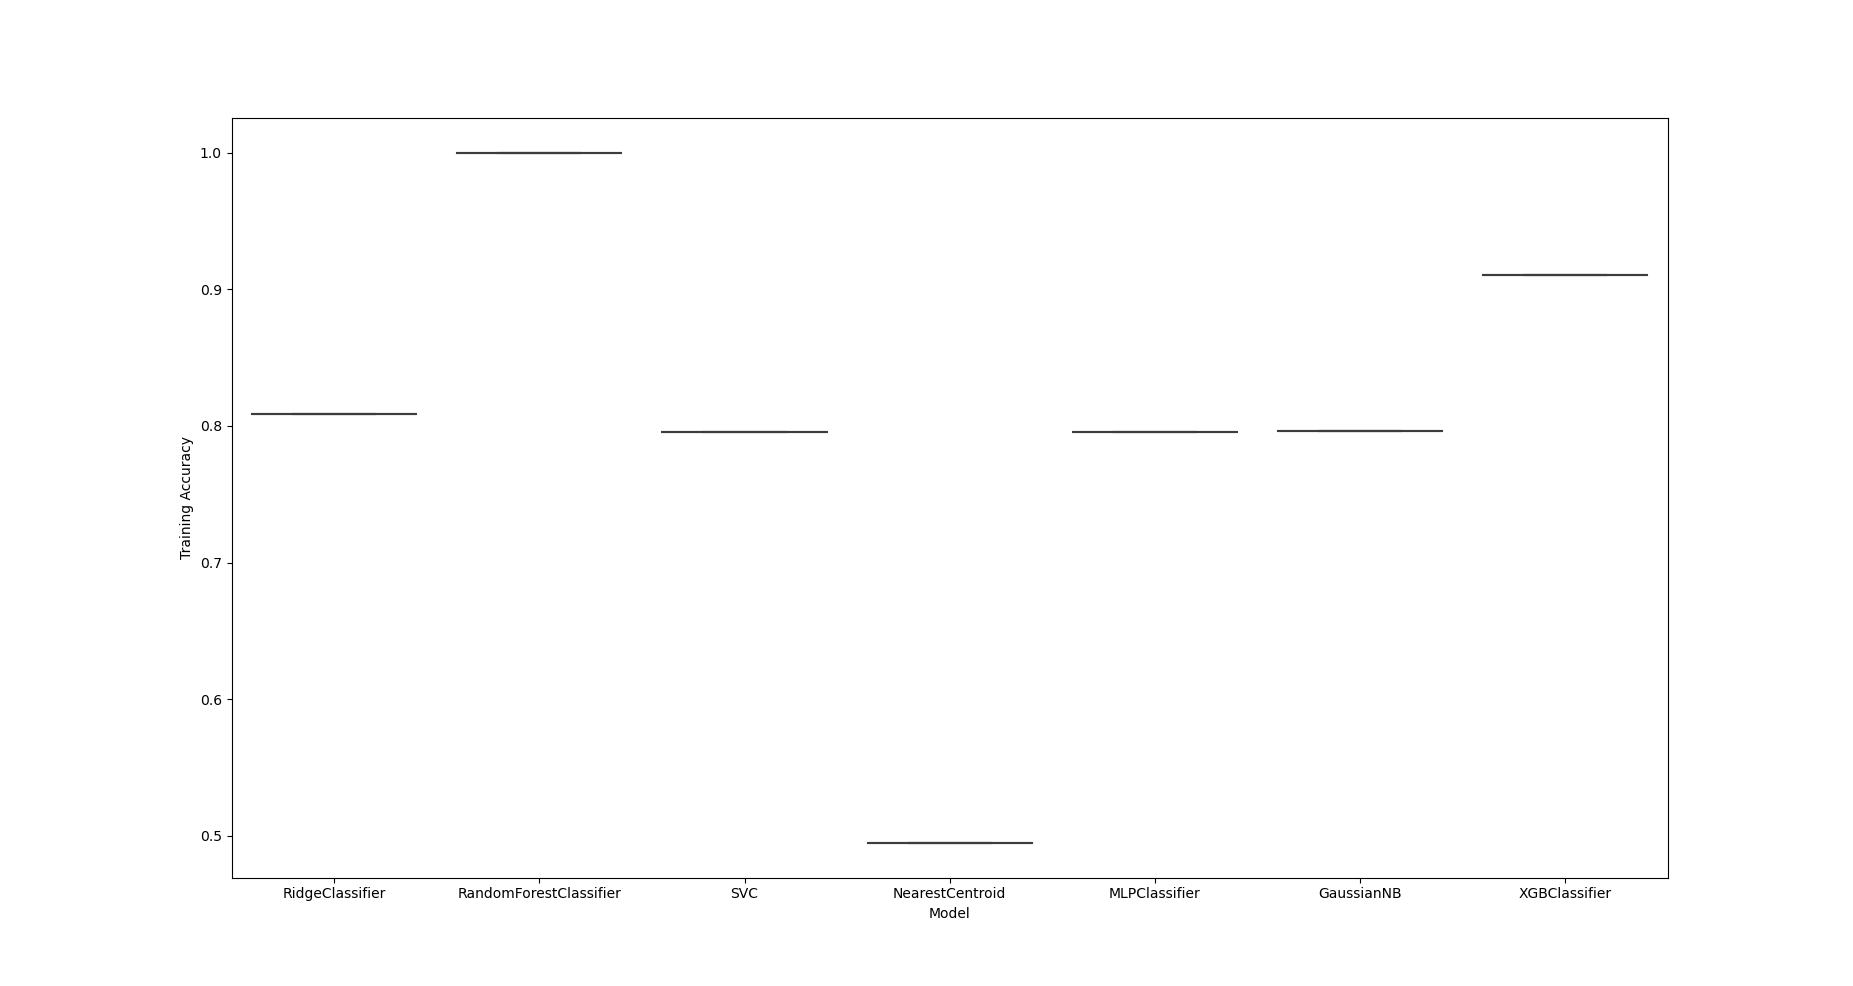 Training Accuracy
1.0
0.9
0.8
0.7
0.6
0.5
RidgeClassifier RandomForestClassifier SVC NearestCentroid MLPClassifier GaussianNB XGBClassifier
Model